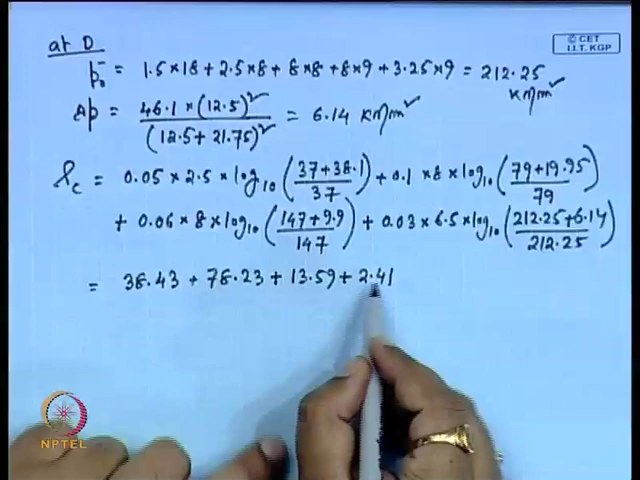 at D
© CET
I.I.T. KGP
p₀⁻ = 1.5×18 + 2.5×8 + 8×8 + 8×9 + 3.25×9 = 212.25 kN/m²
Δp = 46.1 × (12.5)² / (12.5 + 21.75)² = 6.14 kN/m²
ρc = 0.05 × 2.5 × log₁₀ (37+38.1 / 37) + 0.1 × 8 × log₁₀ (79+19.95 / 79)
+ 0.06 × 8 × log₁₀ (147+9.9 / 147) + 0.03 × 6.5 × log₁₀ (212.25+6.14 / 212.25)
= 38.43 + 78.23 + 13.59 + 2.41
NPTEL